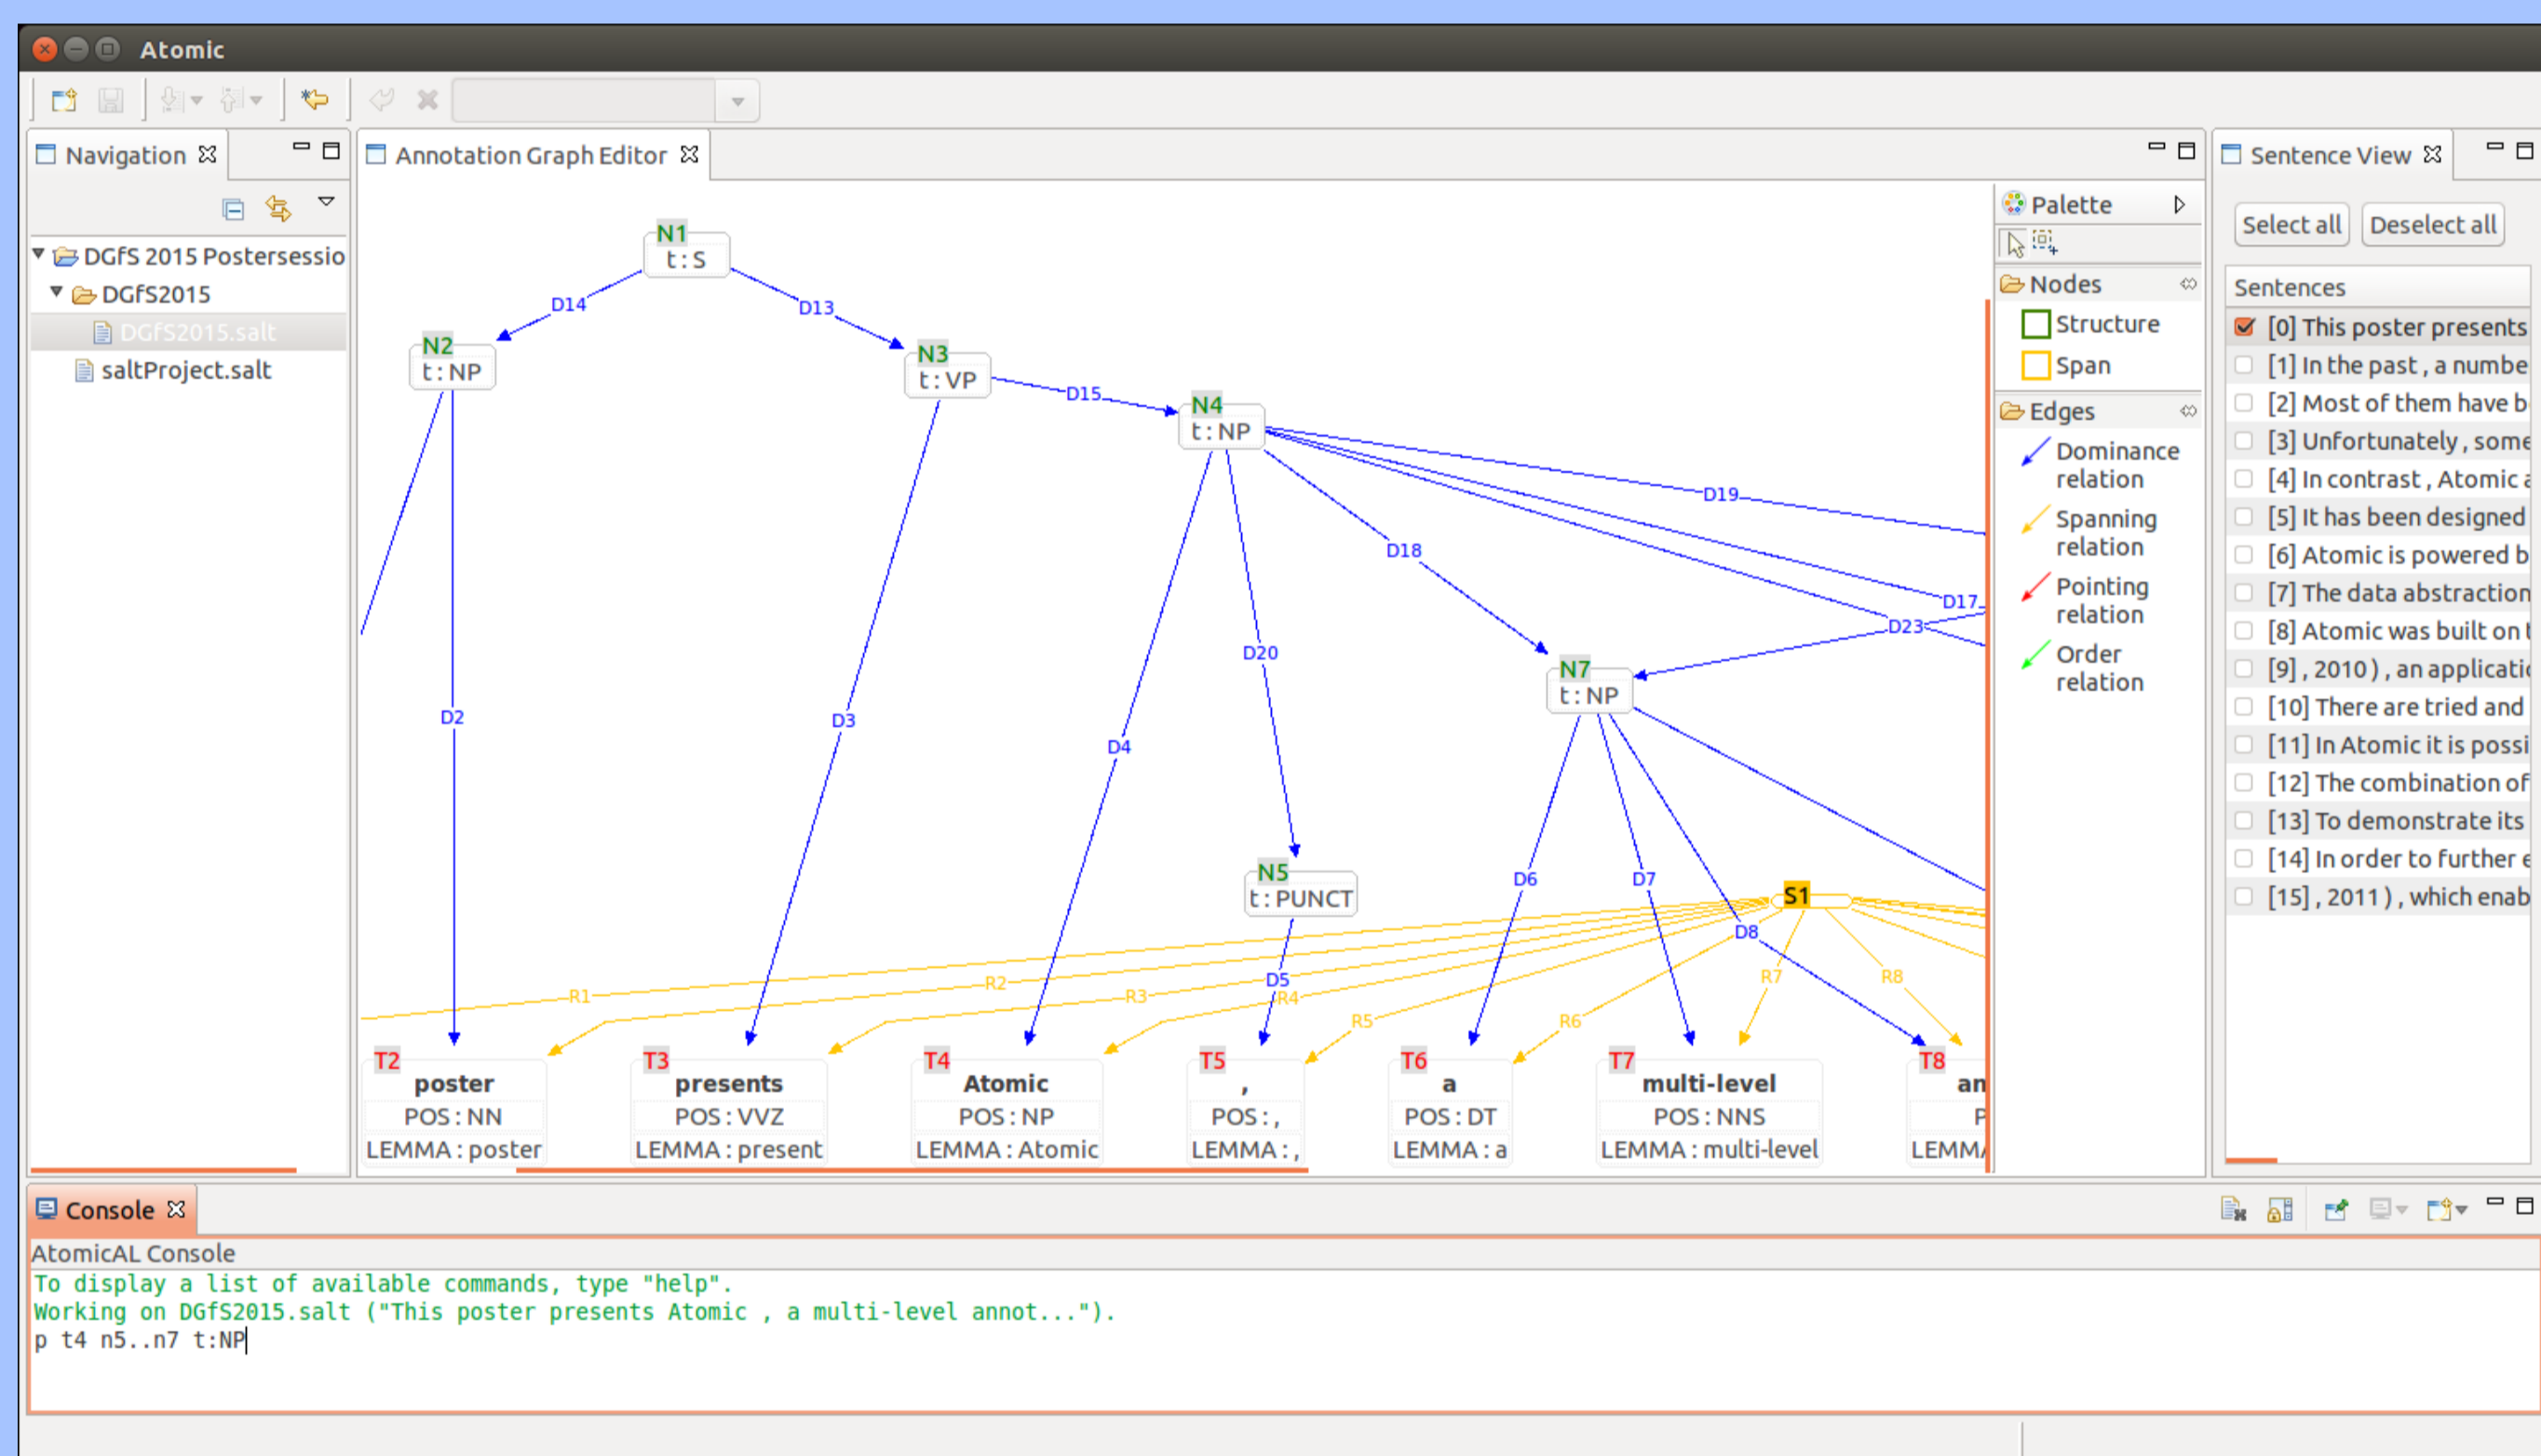 Atomic
Navigation
DGfS 2015 Postersessio
DGfS2015
DGfS2015.salt
saltProject.salt
Annotation Graph Editor
N1
t : S
D14
D13
N2
t : NP
N3
t : VP
D15
N4
t : NP
D19
D18
D17
D23
D20
N7
t : NP
D2
D3
D4
N5
t : PUNCT
D6
D7
S1
D8
D5
R1
R2
R3
R4
R5
R6
R7
R8
T2
poster
POS : NN
LEMMA : poster
T3
presents
POS : VVZ
LEMMA : present
T4
Atomic
POS : NP
LEMMA : Atomic
T5
,
POS : ,
LEMMA : ,
T6
a
POS : DT
LEMMA : a
T7
multi-level
POS : NNS
LEMMA : multi-level
T8
an
P
LEMMA
Palette
Nodes
Structure
Span
Edges
Dominance
relation
Spanning
relation
Pointing
relation
Order
relation
Sentence View
Select all
Deselect all
Sentences
[0] This poster presents
[1] In the past , a numbe
[2] Most of them have b
[3] Unfortunately , some
[4] In contrast , Atomic a
[5] It has been designed
[6] Atomic is powered b
[7] The data abstraction
[8] Atomic was built on t
[9] , 2010 ) , an applicatio
[10] There are tried and
[11] In Atomic it is possi
[12] The combination of
[13] To demonstrate its
[14] In order to further e
[15] , 2011 ) , which enab
Console
AtomicAL Console
To display a list of available commands, type "help".
Working on DGfS2015.salt ("This poster presents Atomic , a multi-level annot...").
p t4 n5..n7 t:NP